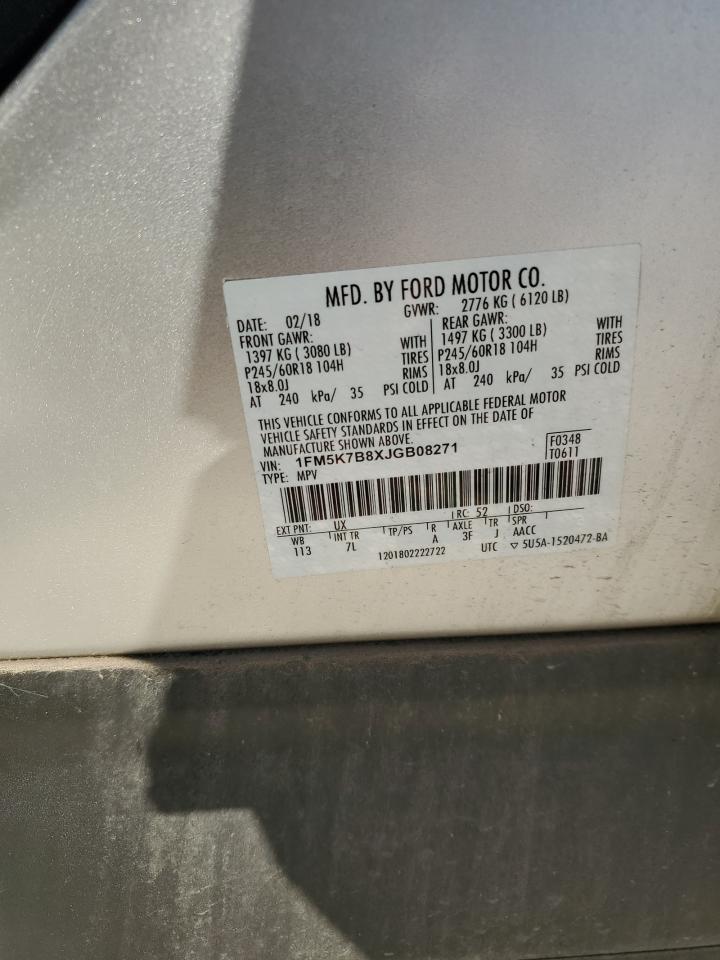 MFD. BY FORD MOTOR CO.
DATE: 02/18 GVWR: 2776 KG ( 6120 LB)
FRONT GAWR: REAR GAWR:
1397 KG ( 3080 LB) WITH 1497 KG ( 3300 LB) WITH
P245/60R18 104H TIRES P245/60R18 104H TIRES
18x8.0J RIMS 18x8.0J RIMS
AT 240 kPa/ 35 PSI COLD AT 240 kPa/ 35 PSI COLD
THIS VEHICLE CONFORMS TO ALL APPLICABLE FEDERAL MOTOR
VEHICLE SAFETY STANDARDS IN EFFECT ON THE DATE OF
MANUFACTURE SHOWN ABOVE.
VIN: 1FM5K7B8XJGB08271 F0348
TYPE: MPV T0611
EXT PNT: UX RC: 52 DSO:
WB INT TR TP/PS R AXLE TR SPR
113 7L A 3F J AACC
1201802222722 UTC ▽ 5U5A-1520472-BA